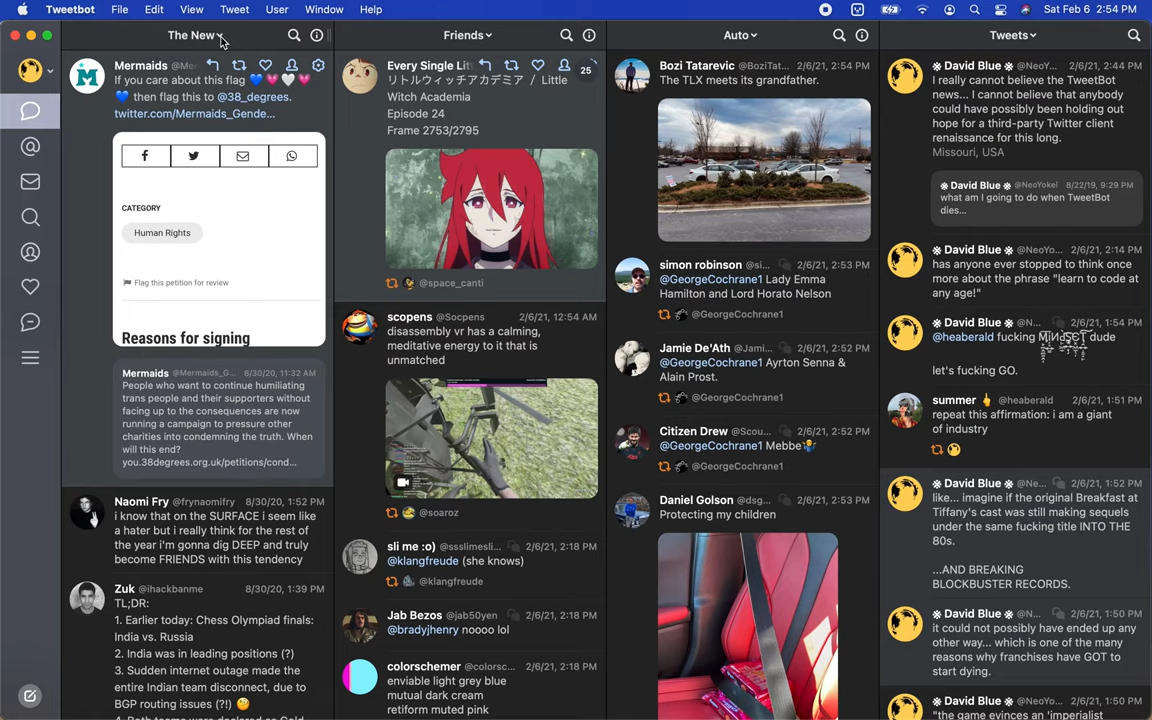 Tweetbot File Edit View Tweet User Window Help Sat Feb 6 2:54 PM
The New
Mermaids @Me
If you care about this flag 💙💗🤍💗
💙 then flag this to @38_degrees.
twitter.com/Mermaids_Gende...
CATEGORY
Human Rights
Flag this petition for review
Reasons for signing
Mermaids @Mermaids_G... 8/30/20, 11:32 AM
People who want to continue humiliating
trans people and their supporters without
facing up to the consequences are now
running a campaign to pressure other
charities into condemning the truth. When
will this end?
you.38degrees.org.uk/petitions/cond...
Naomi Fry @frynaomifry 8/30/20, 1:52 PM
i know that on the SURFACE i seem like
a hater but i really think for the rest of
the year i'm gonna dig DEEP and truly
become FRIENDS with this tendency
Zuk @ihackbanme 8/30/20, 1:39 PM
TL;DR:
1. Earlier today: Chess Olympiad finals:
India vs. Russia
2. India was in leading positions (?)
3. Sudden internet outage made the
entire Indian team disconnect, due to
BGP routing issues (?!) 🤔
4. Both teams were declared as Gold
Friends
Every Single Lit
25
リトルウィッチアカデミア / Little
Witch Academia
Episode 24
Frame 2753/2795
@space_canti
scopens @Socpens 2/6/21, 12:54 AM
disassembly vr has a calming,
meditative energy to it that is
unmatched
@soaroz
sli me :o) @ssslimesli... 2/6/21, 2:18 PM
@klangfreude (she knows)
@klangfreude
Jab Bezos @jab50yen 2/6/21, 2:18 PM
@bradyjhenry noooo lol
colorschemer @colorsc... 2/6/21, 2:18 PM
enviable light grey blue
mutual dark cream
retiform muted pink
Auto
Bozi Tatarevic @BoziTat... 2/6/21, 2:54 PM
The TLX meets its grandfather.
simon robinson @si... 2/6/21, 2:53 PM
@GeorgeCochrane1 Lady Emma
Hamilton and Lord Horato Nelson
@GeorgeCochrane1
Jamie De'Ath @Jami... 2/6/21, 2:52 PM
@GeorgeCochrane1 Ayrton Senna &
Alain Prost.
@GeorgeCochrane1
Citizen Drew @Scou... 2/6/21, 2:52 PM
@GeorgeCochrane1 Mebbe🤷‍♂️
@GeorgeCochrane1
Daniel Golson @dsg... 2/6/21, 2:53 PM
Protecting my children
Tweets
※ David Blue ※ @NeoY... 2/6/21, 2:44 PM
I really cannot believe the TweetBot
news... I cannot believe that anybody
could have possibly been holding out
hope for a third-party Twitter client
renaissance for this long.
Missouri, USA
※ David Blue ※ @NeoYokel 8/22/19, 9:29 PM
what am I going to do when TweetBot
dies...
※ David Blue ※ @NeoYo... 2/6/21, 2:14 PM
has anyone ever stopped to think once
more about the phrase "learn to code at
any age!"
※ David Blue ※ @N... 2/6/21, 1:54 PM
@heaberald fucking MiNdSeT dude
let's fucking GO.
summer 👆 @heaberald 2/6/21, 1:51 PM
repeat this affirmation: i am a giant
of industry
※ David Blue ※ @Ne... 2/6/21, 1:52 PM
like... imagine if the original Breakfast at
Tiffany's cast was still making sequels
under the same fucking title INTO THE
80s.
...AND BREAKING
BLOCKBUSTER RECORDS.
※ David Blue ※ @N... 2/6/21, 1:50 PM
it could not possibly have ended up any
other way... which is one of the many
reasons why franchises have GOT to
start dying.
※ David Blue ※ @N... 2/6/21, 1:50 PM
"the game evinces an 'imperialist